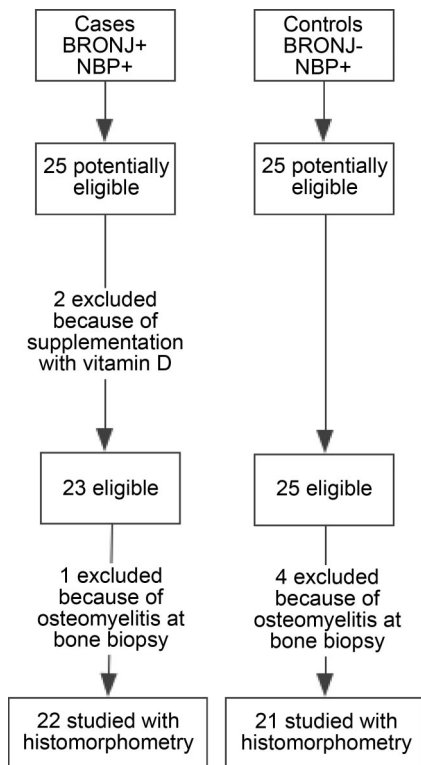 Cases
BRONJ+
NBP+
25 potentially
eligible
2 excluded
because of
supplementation
with vitamin D
23 eligible
1 excluded
because of
osteomyelitis at
bone biopsy
22 studied with
histomorphometry
Controls
BRONJ-
NBP+
25 potentially
eligible
25 eligible
4 excluded
because of
osteomyelitis at
bone biopsy
21 studied with
histomorphometry